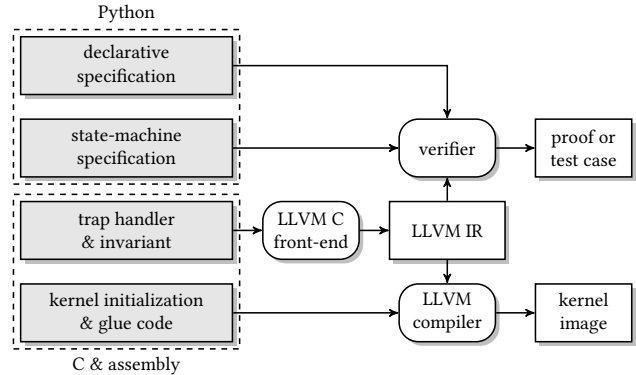 Python
declarative
specification
state-machine
specification
verifier
proof or
test case
trap handler
& invariant
LLVM C
front-end
LLVM IR
kernel initialization
& glue code
LLVM
compiler
kernel
image
C & assembly